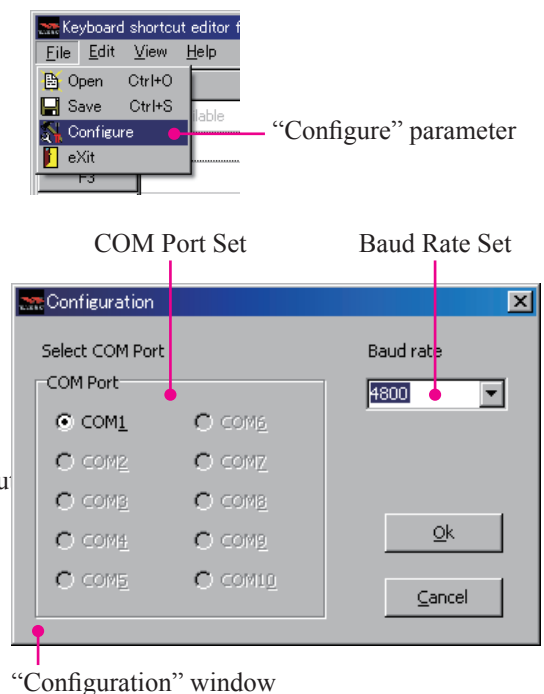 Keyboard shortcut editor f
File Edit View Help
Open Ctrl+O
Save Ctrl+S
lable
Configure
“Configure” parameter
eXit
F3
COM Port Set Baud Rate Set
Configuration
Select COM Port Baud rate
COM Port
4800
COM1 COM6
COM2 COM7
COM3 COM8
COM4 COM9
COM5 COM10
Ok
Cancel
“Configuration” window